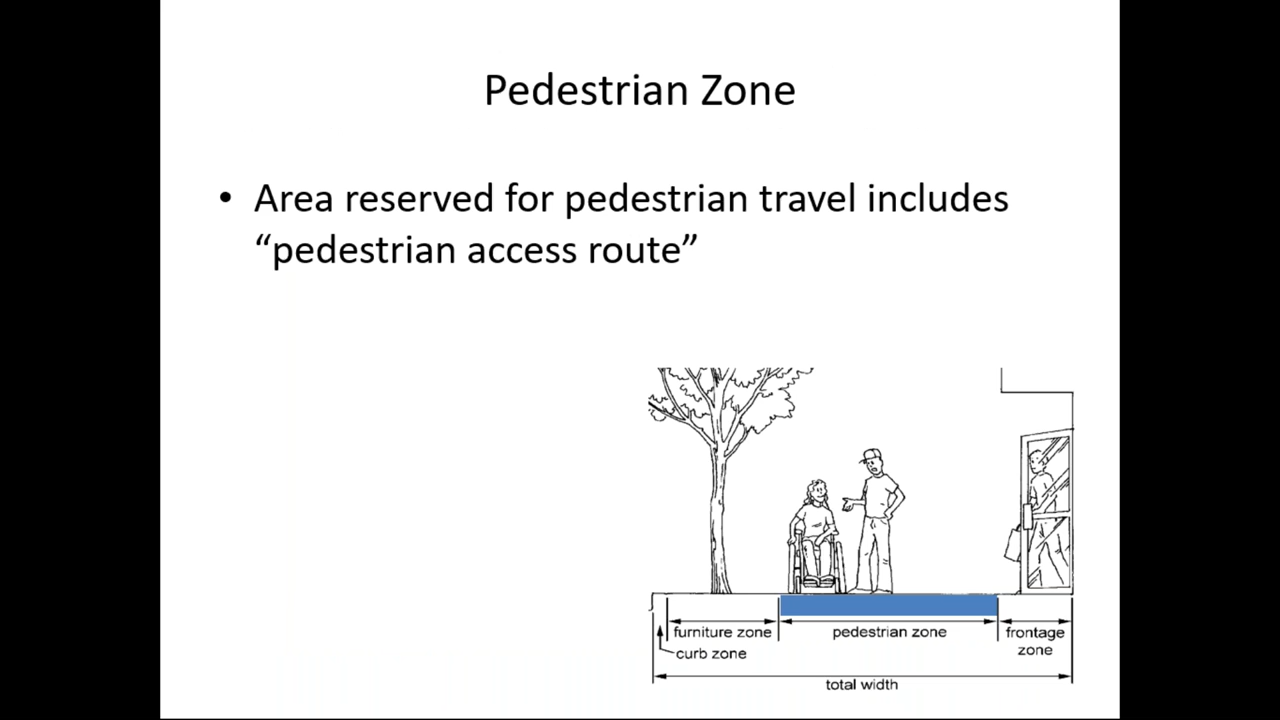 Pedestrian Zone
• Area reserved for pedestrian travel includes
“pedestrian access route”
furniture zone
pedestrian zone
frontage
zone
curb zone
total width